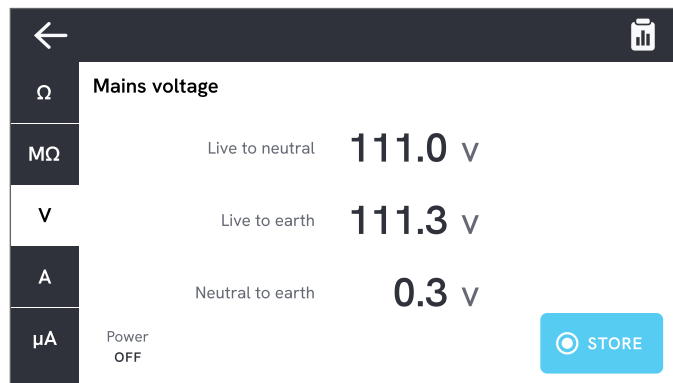 Ω
Mains voltage
MΩ
Live to neutral 111.0 V
V
Live to earth 111.3 V
A
Neutral to earth 0.3 V
µA
Power
OFF
STORE